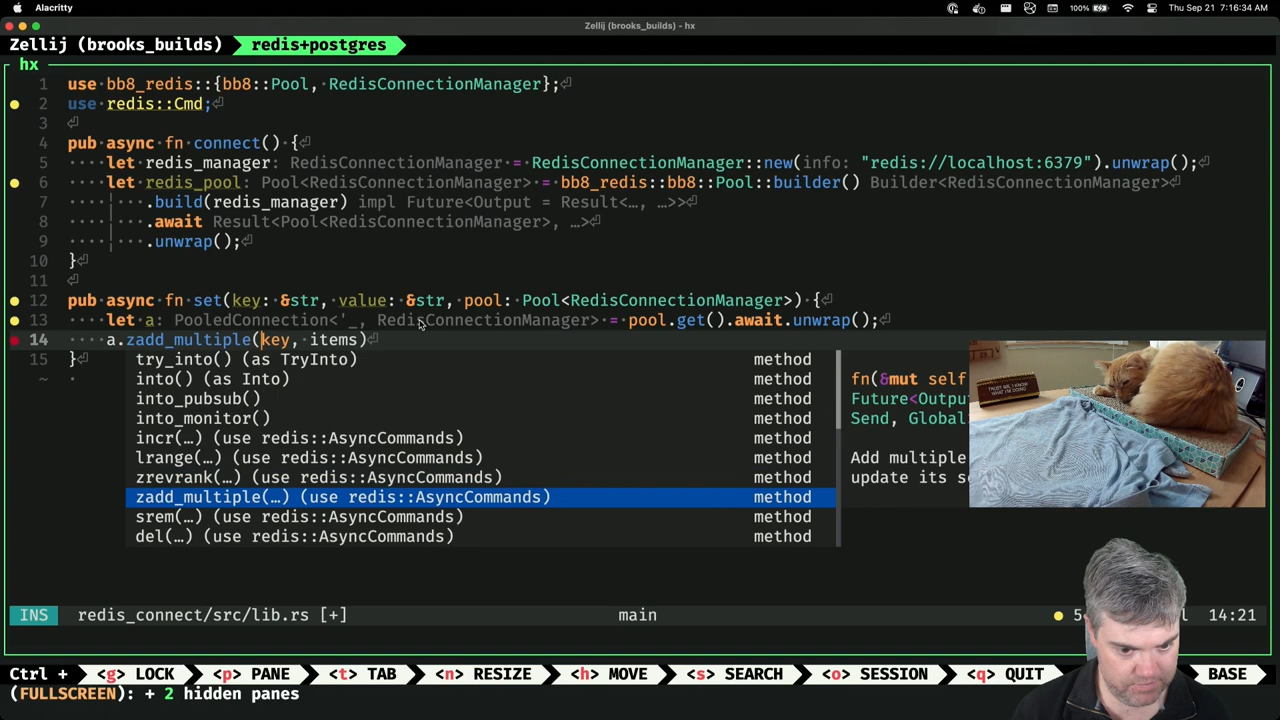 Alacritty
100%
Thu Sep 21 7:16:34 AM
Zellij (brooks_builds) - hx
Zellij (brooks_builds) redis+postgres
hx
1 use bb8_redis::{bb8::Pool, RedisConnectionManager};⏎
2 use redis::Cmd;⏎
3 ⏎
4 pub·async·fn·connect()·{⏎
5 ····let·redis_manager: RedisConnectionManager·=·RedisConnectionManager::new(info: "redis://localhost:6379").unwrap();⏎
6 ····let·redis_pool: Pool<RedisConnectionManager>·=·bb8_redis::bb8::Pool::builder() Builder<RedisConnectionManager>⏎
7 ····¦···.build(redis_manager) impl Future<Output = Result<…, …>>⏎
8 ····¦···.await Result<Pool<RedisConnectionManager>, …>⏎
9 ····¦···.unwrap();⏎
10 }⏎
11 ⏎
12 pub·async·fn·set(key:·&str,·value:·&str,·pool:·Pool<RedisConnectionManager>)·{⏎
13 ····let·a: PooledConnection<'_, RedisConnectionManager>·=·pool.get().await.unwrap();⏎
14 ····a.zadd_multiple(key,·items)⏎
15 }⏎
~
try_into() (as TryInto) method
into() (as Into) method
into_pubsub() method
into_monitor() method
incr(…) (use redis::AsyncCommands) method
lrange(…) (use redis::AsyncCommands) method
zrevrank(…) (use redis::AsyncCommands) method
zadd_multiple(…) (use redis::AsyncCommands) method
srem(…) (use redis::AsyncCommands) method
del(…) (use redis::AsyncCommands) method
fn(&mut self
Future<Outpu
Send, Global
Add multiple
update its s
TRUST ME, I KNOW
WHAT I'M DOING
INS redis_connect/src/lib.rs [+] main 5 14:21
Ctrl + <g> LOCK <p> PANE <t> TAB <n> RESIZE <h> MOVE <s> SEARCH <o> SESSION <q> QUIT BASE
(FULLSCREEN): + 2 hidden panes